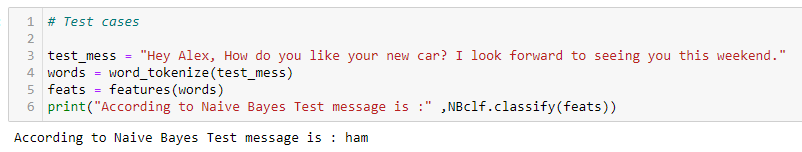 1 # Test cases
2
3 test_mess = "Hey Alex, How do you like your new car? I look forward to seeing you this weekend."
4 words = word_tokenize(test_mess)
5 feats = features(words)
6 print("According to Naive Bayes Test message is :" ,NBclf.classify(feats))
According to Naive Bayes Test message is : ham